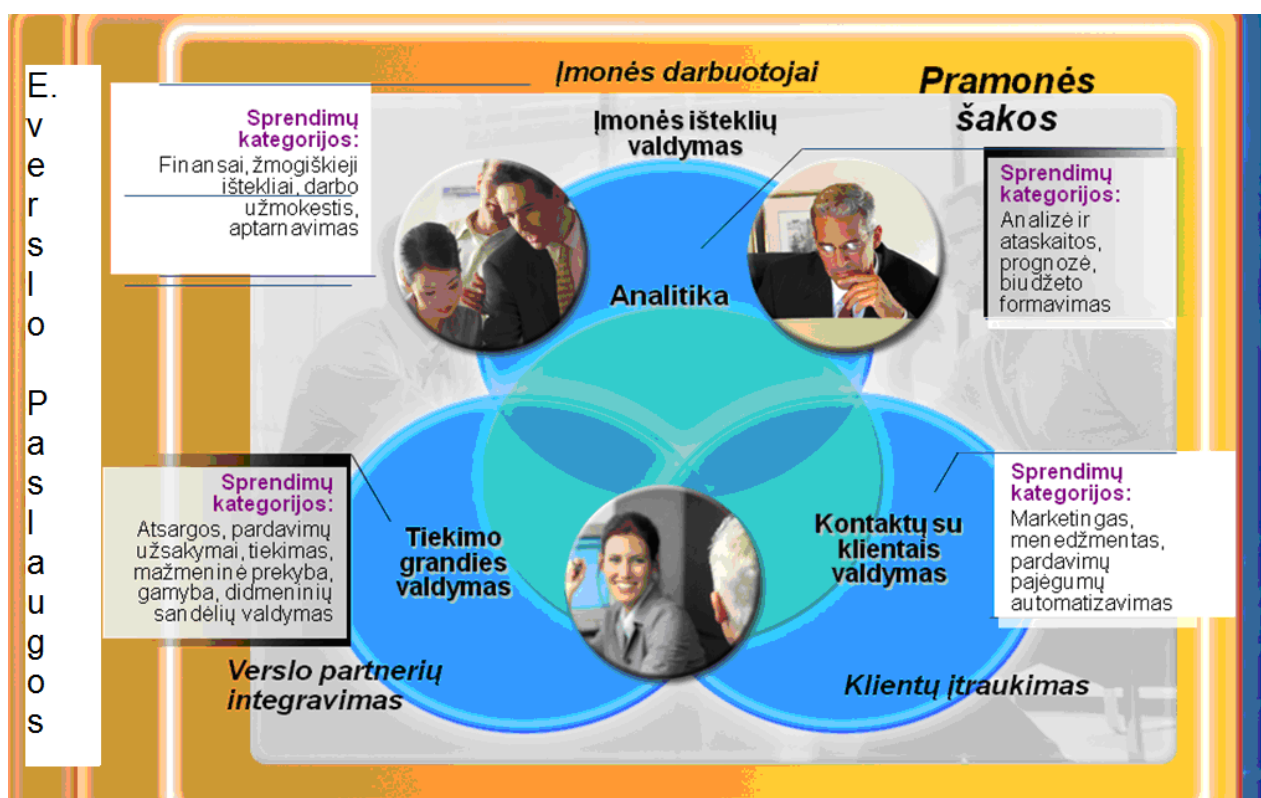 E.
v
e
r
s
l
o
P
a
s
l
a
u
g
o
s
Įmonės darbuotojai
Pramonės
šakos
Sprendimų
kategorijos:
Finansai, žmogiškieji
ištekliai, darbo
užmokestis,
aptarnavimas
Įmonės išteklių
valdymas
Sprendimų
kategorijos:
Analizė ir
ataskaitos,
prognozė,
biudžeto
formavimas
Analitika
Sprendimų
kategorijos:
Atsargos, pardavimų
užsakymai, tiekimas,
mažmeninė prekyba,
gamyba, didmeninių
sandėlių valdymas
Tiekimo
grandies
valdymas
Kontaktų su
klientais
valdymas
Sprendimų
kategorijos:
Marketingas,
menedžmentas,
pardavimų
pajėgumų
automatizavimas
Verslo partnerių
integravimas
Klientų įtraukimas